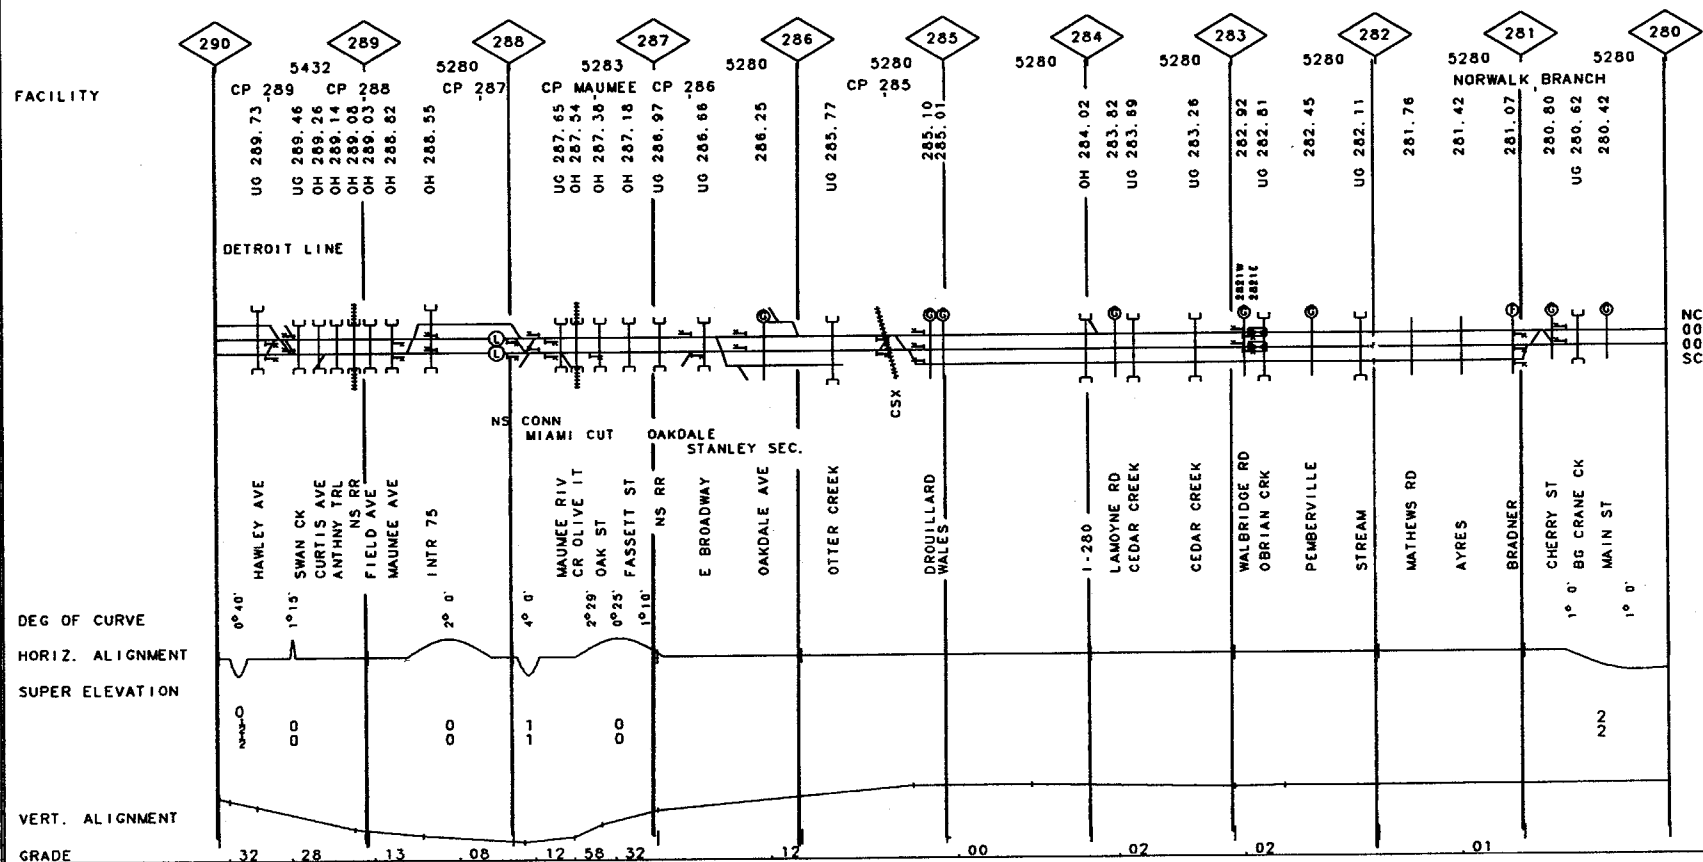 290 289 288 287 286 285 284 283 282 281 280
5432 5280 5283 5280 5280 5280 5280 5280 5280 5280
FACILITY
CP 289 CP 288 CP 287 CP MAUMEE CP 286 CP 285 NORWALK BRANCH
UG 289.73
UG 289.46
OH 289.26
OH 289.14
OH 289.08
OH 289.03
OH 288.82
OH 288.55
UG 287.65
OH 287.54
OH 287.38
OH 287.18
UG 286.97
UG 286.68
286.25
UG 285.77
285.10
285.01
OH 284.02
283.82
UG 283.69
UG 283.26
282.92
UG 282.81
282.45
UG 282.11
281.76
281.42
281.07
280.80
UG 280.62
280.42
DETROIT LINE
2821W
2821E
G G G G G G F G G
L
L
NC
00
00
SC
CSX
NS CONN
MIAMI CUT OAKDALE
STANLEY SEC.
HAWLEY AVE
SWAN CK
CURTIS AVE
ANTHNY TRL
NS RR
FIELD AVE
MAUMEE AVE
INTR 75
MAUMEE RIV
CR OLIVE IT
OAK ST
FASSETT ST
NS RR
E BROADWAY
OAKDALE AVE
OTTER CREEK
DROUILLARD
WALES
I-280
LAMOYNE RD
CEDAR CREEK
CEDAR CREEK
WALBRIDGE RD
OBRIAN CRK
PEMBERVILLE
STREAM
MATHEWS RD
AYRES
BRADNER
CHERRY ST
BG CRANE CK
MAIN ST
DEG OF CURVE 0°40' 1°15' 2° 0' 4° 0' 2°29' 0°25' 1°10' 1° 0' 1° 0'
HORIZ. ALIGNMENT
SUPER ELEVATION
0 0 0 1 0 2
2 0 0 1 0 2
VERT. ALIGNMENT
GRADE .32 .28 .13 .08 .12 .58 .32 .12 .00 .02 .02 .01